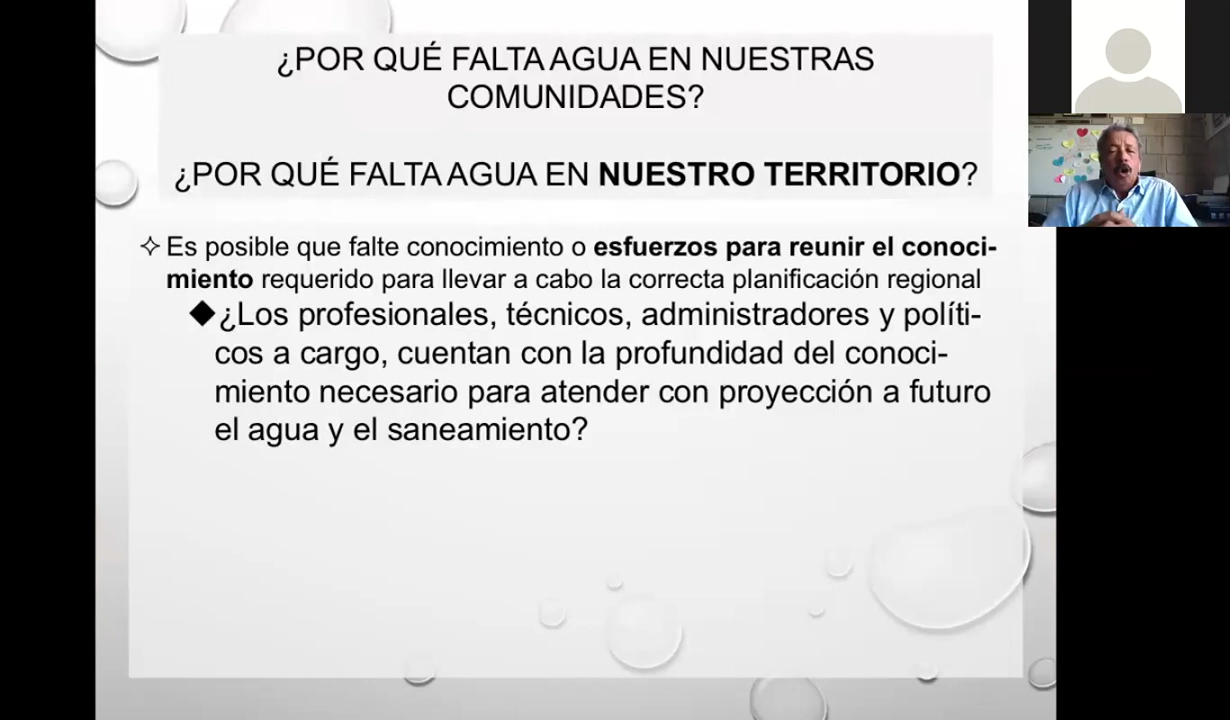 ¿POR QUÉ FALTA AGUA EN NUESTRAS
COMUNIDADES?
¿POR QUÉ FALTA AGUA EN NUESTRO TERRITORIO?
✧ Es posible que falte conocimiento o esfuerzos para reunir el conoci-
miento requerido para llevar a cabo la correcta planificación regional
◆¿Los profesionales, técnicos, administradores y políti-
cos a cargo, cuentan con la profundidad del conoci-
miento necesario para atender con proyección a futuro
el agua y el saneamiento?